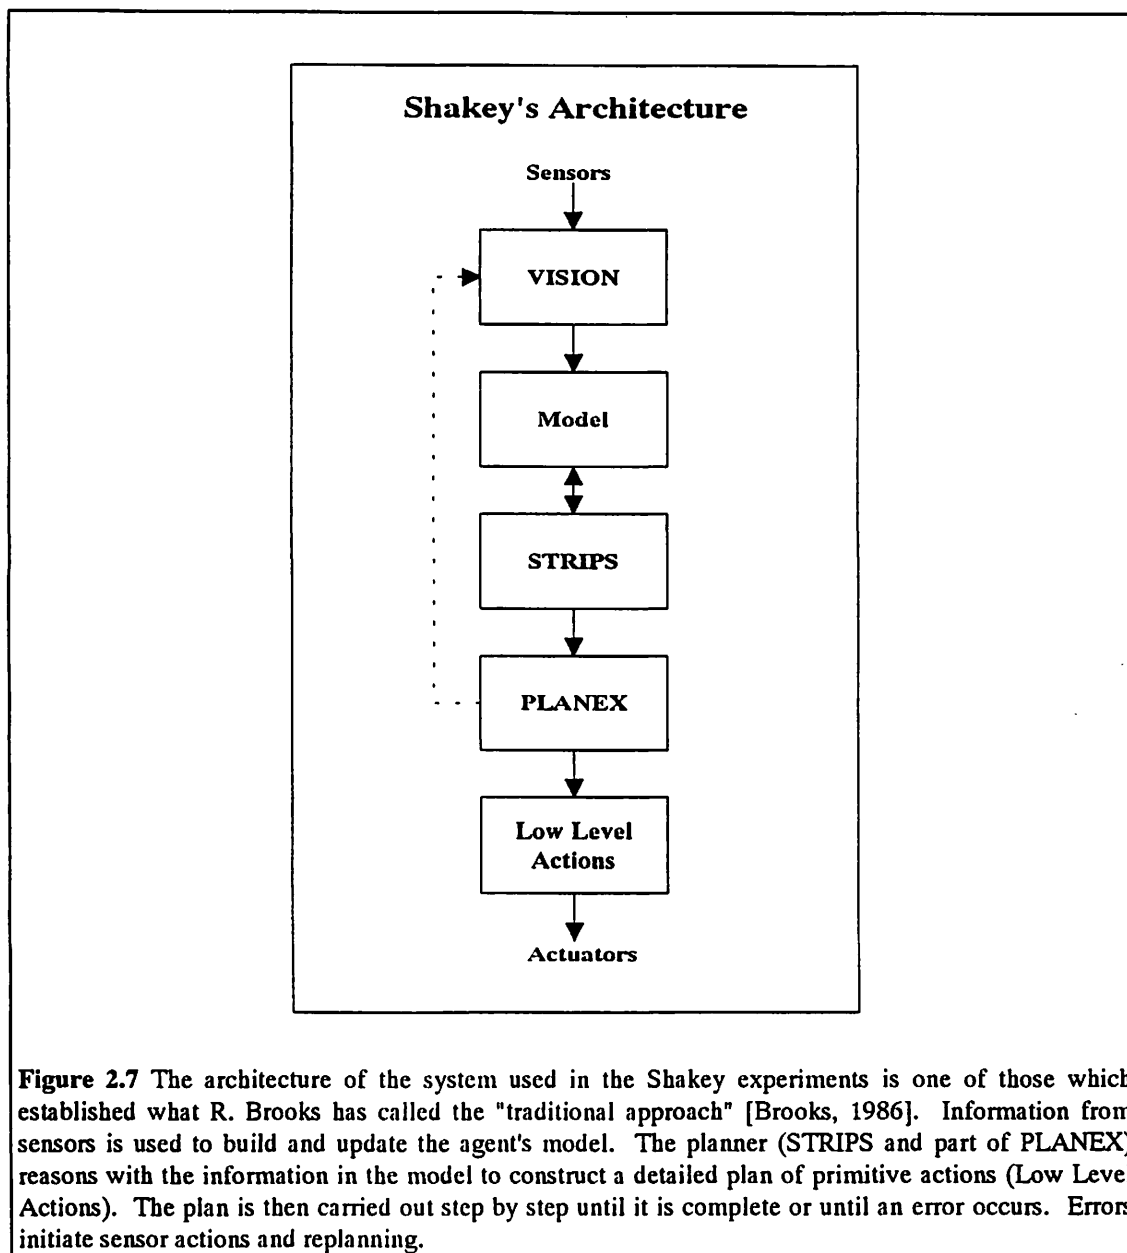 Shakey's Architecture
Sensors
VISION
Model
STRIPS
PLANEX
Low Level
Actions
Actuators
Figure 2.7 The architecture of the system used in the Shakey experiments is one of those which
established what R. Brooks has called the "traditional approach" [Brooks, 1986]. Information from
sensors is used to build and update the agent's model. The planner (STRIPS and part of PLANEX)
reasons with the information in the model to construct a detailed plan of primitive actions (Low Level
Actions). The plan is then carried out step by step until it is complete or until an error occurs. Errors
initiate sensor actions and replanning.